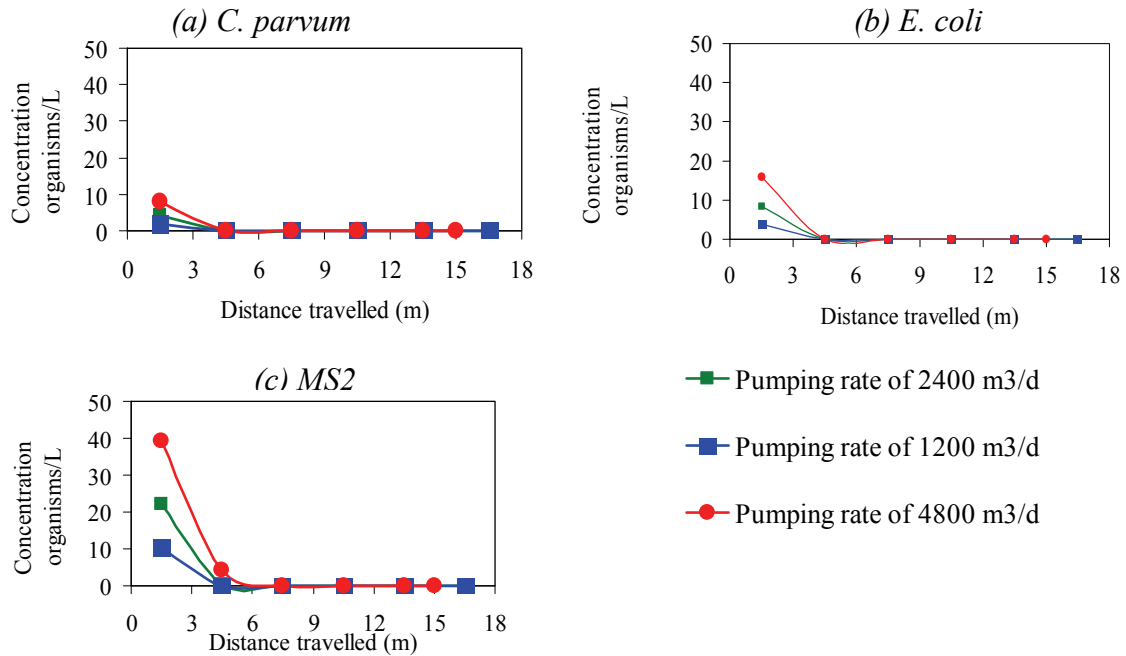 (a) C. parvum
50
40
30
20
10
0
Concentration
organisms/L
0 3 6 9 12 15 18
Distance travelled (m)
(b) E. coli
50
40
30
20
10
0
Concentration
organisms/L
0 3 6 9 12 15 18
Distance travelled (m)
(c) MS2
50
40
30
20
10
0
Concentration
organisms/L
0 3 6 9 12 15 18
Distance travelled (m)
Pumping rate of 2400 m3/d
Pumping rate of 1200 m3/d
Pumping rate of 4800 m3/d